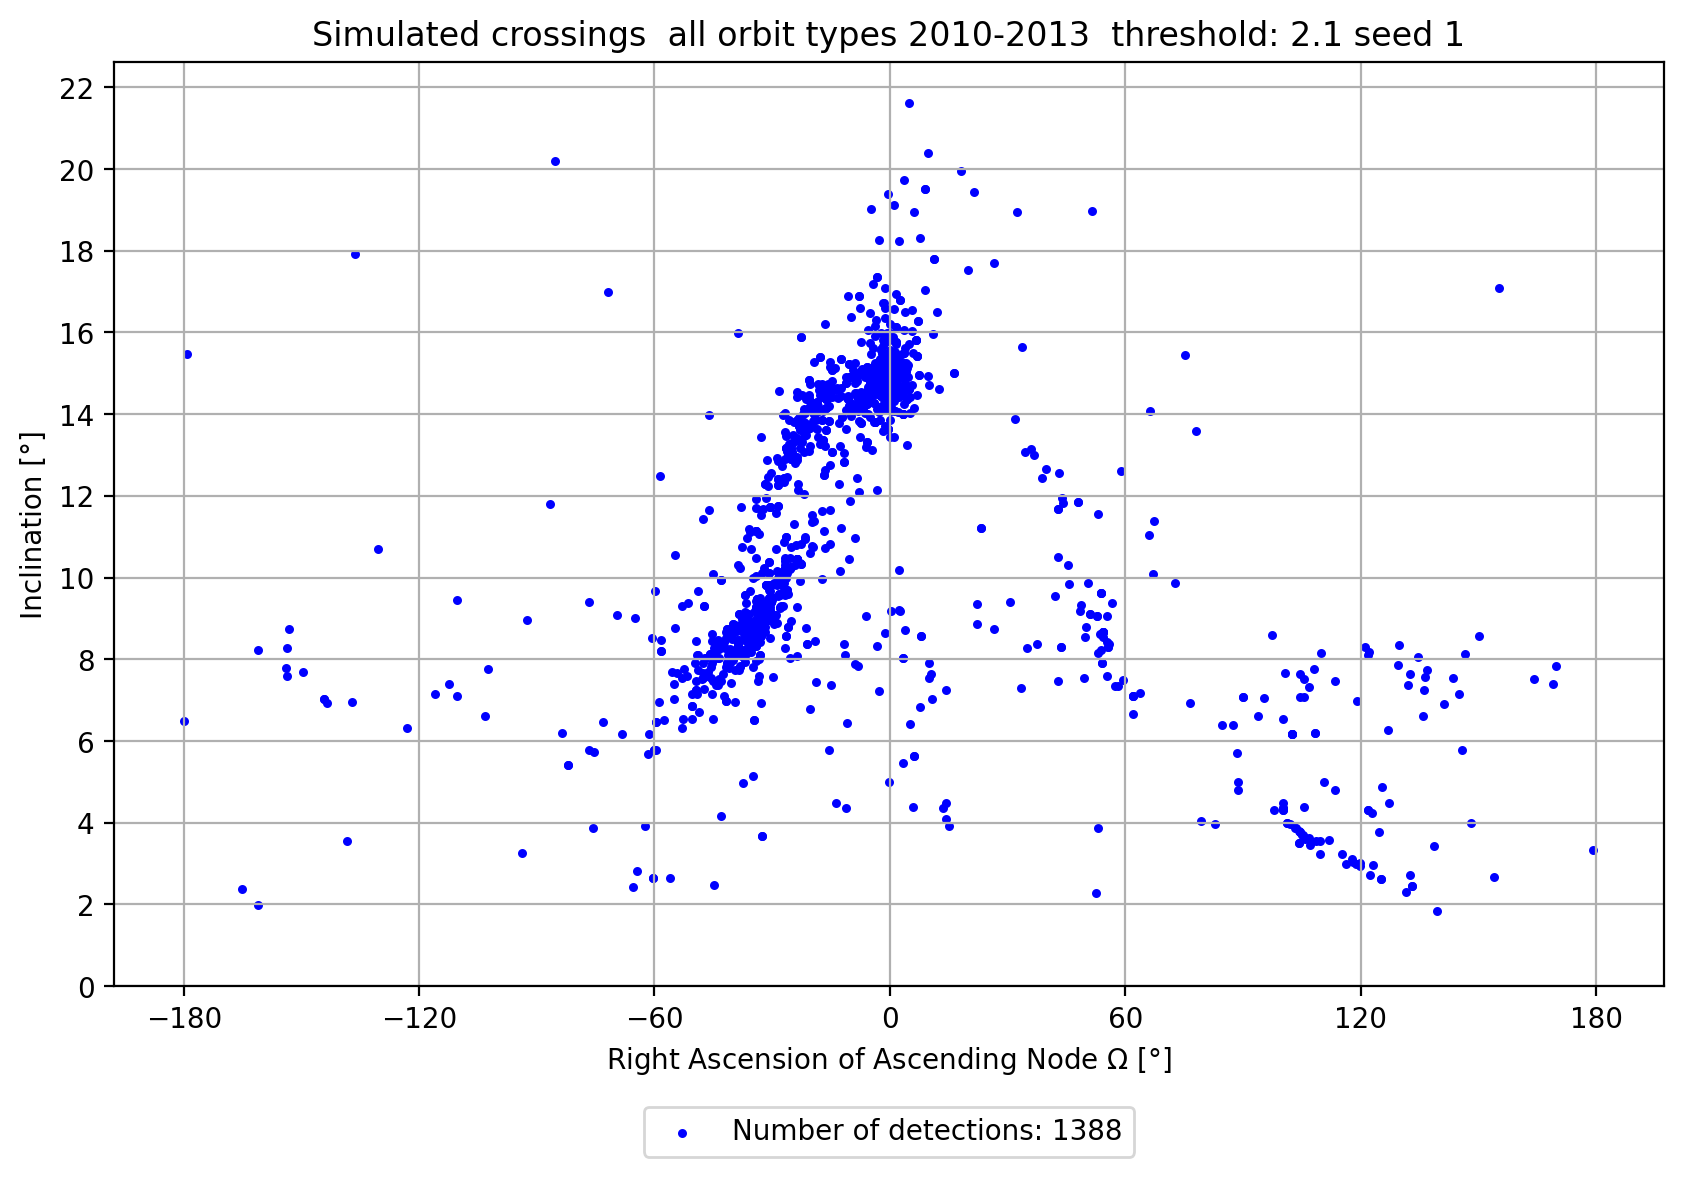 Simulated crossings  all orbit types 2010-2013  threshold: 2.1 seed 1
22
20
18
16
14
12
10
8
6
4
2
0
Inclination [°]
−180 −120 −60 0 60 120 180
Right Ascension of Ascending Node Ω [°]
Number of detections: 1388